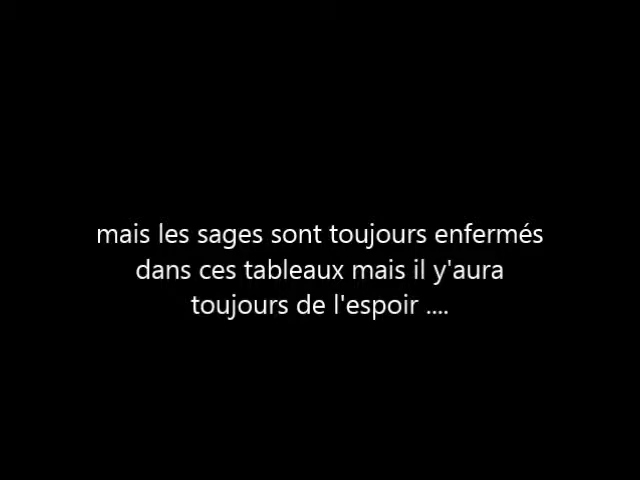 mais les sages sont toujours enfermés
dans ces tableaux mais il y'aura
toujours de l'espoir ....